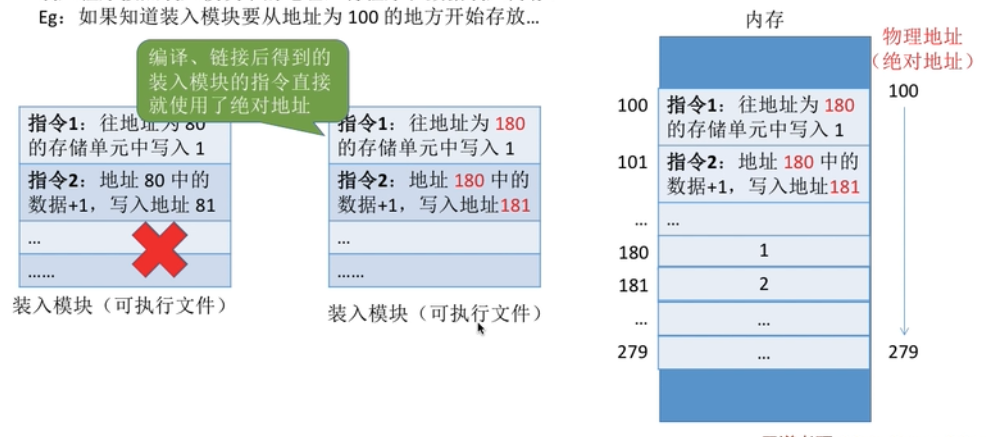 Eg：如果知道装入模块要从地址为 100 的地方开始存放...
编译、链接后得到的
装入模块的指令直接
就使用了绝对地址
指令1：往地址为 80
的存储单元中写入 1
指令2：地址 80 中的
数据+1，写入地址 81
...
......
装入模块（可执行文件）
指令1：往地址为 180
的存储单元中写入 1
指令2：地址 180 中的
数据+1，写入地址181
...
......
装入模块（可执行文件）
内存
物理地址
（绝对地址）
100
指令1：往地址为 180
的存储单元中写入 1
100
101
指令2：地址 180 中的
数据+1，写入地址181
...
...
180
1
181
2
...
...
279
...
279